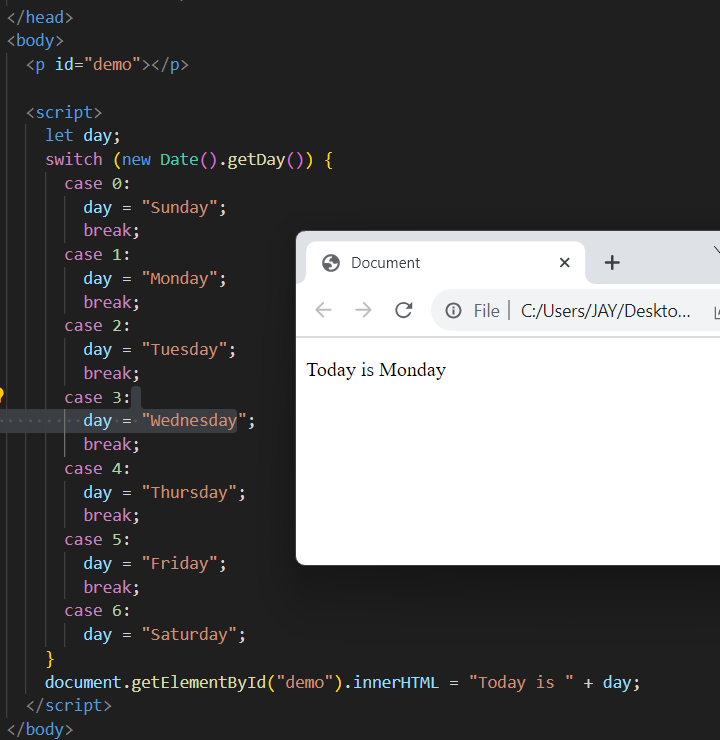 </head>
<body>
<p id="demo"></p>
<script>
let day;
switch (new Date().getDay()) {
case 0:
day = "Sunday";
break;
case 1:
day = "Monday";
break;
case 2:
day = "Tuesday";
break;
case 3:
day = "Wednesday";
break;
case 4:
day = "Thursday";
break;
case 5:
day = "Friday";
break;
case 6:
day = "Saturday";
}
document.getElementById("demo").innerHTML = "Today is " + day;
</script>
</body>
Document
File | C:/Users/JAY/Deskto...
Today is Monday